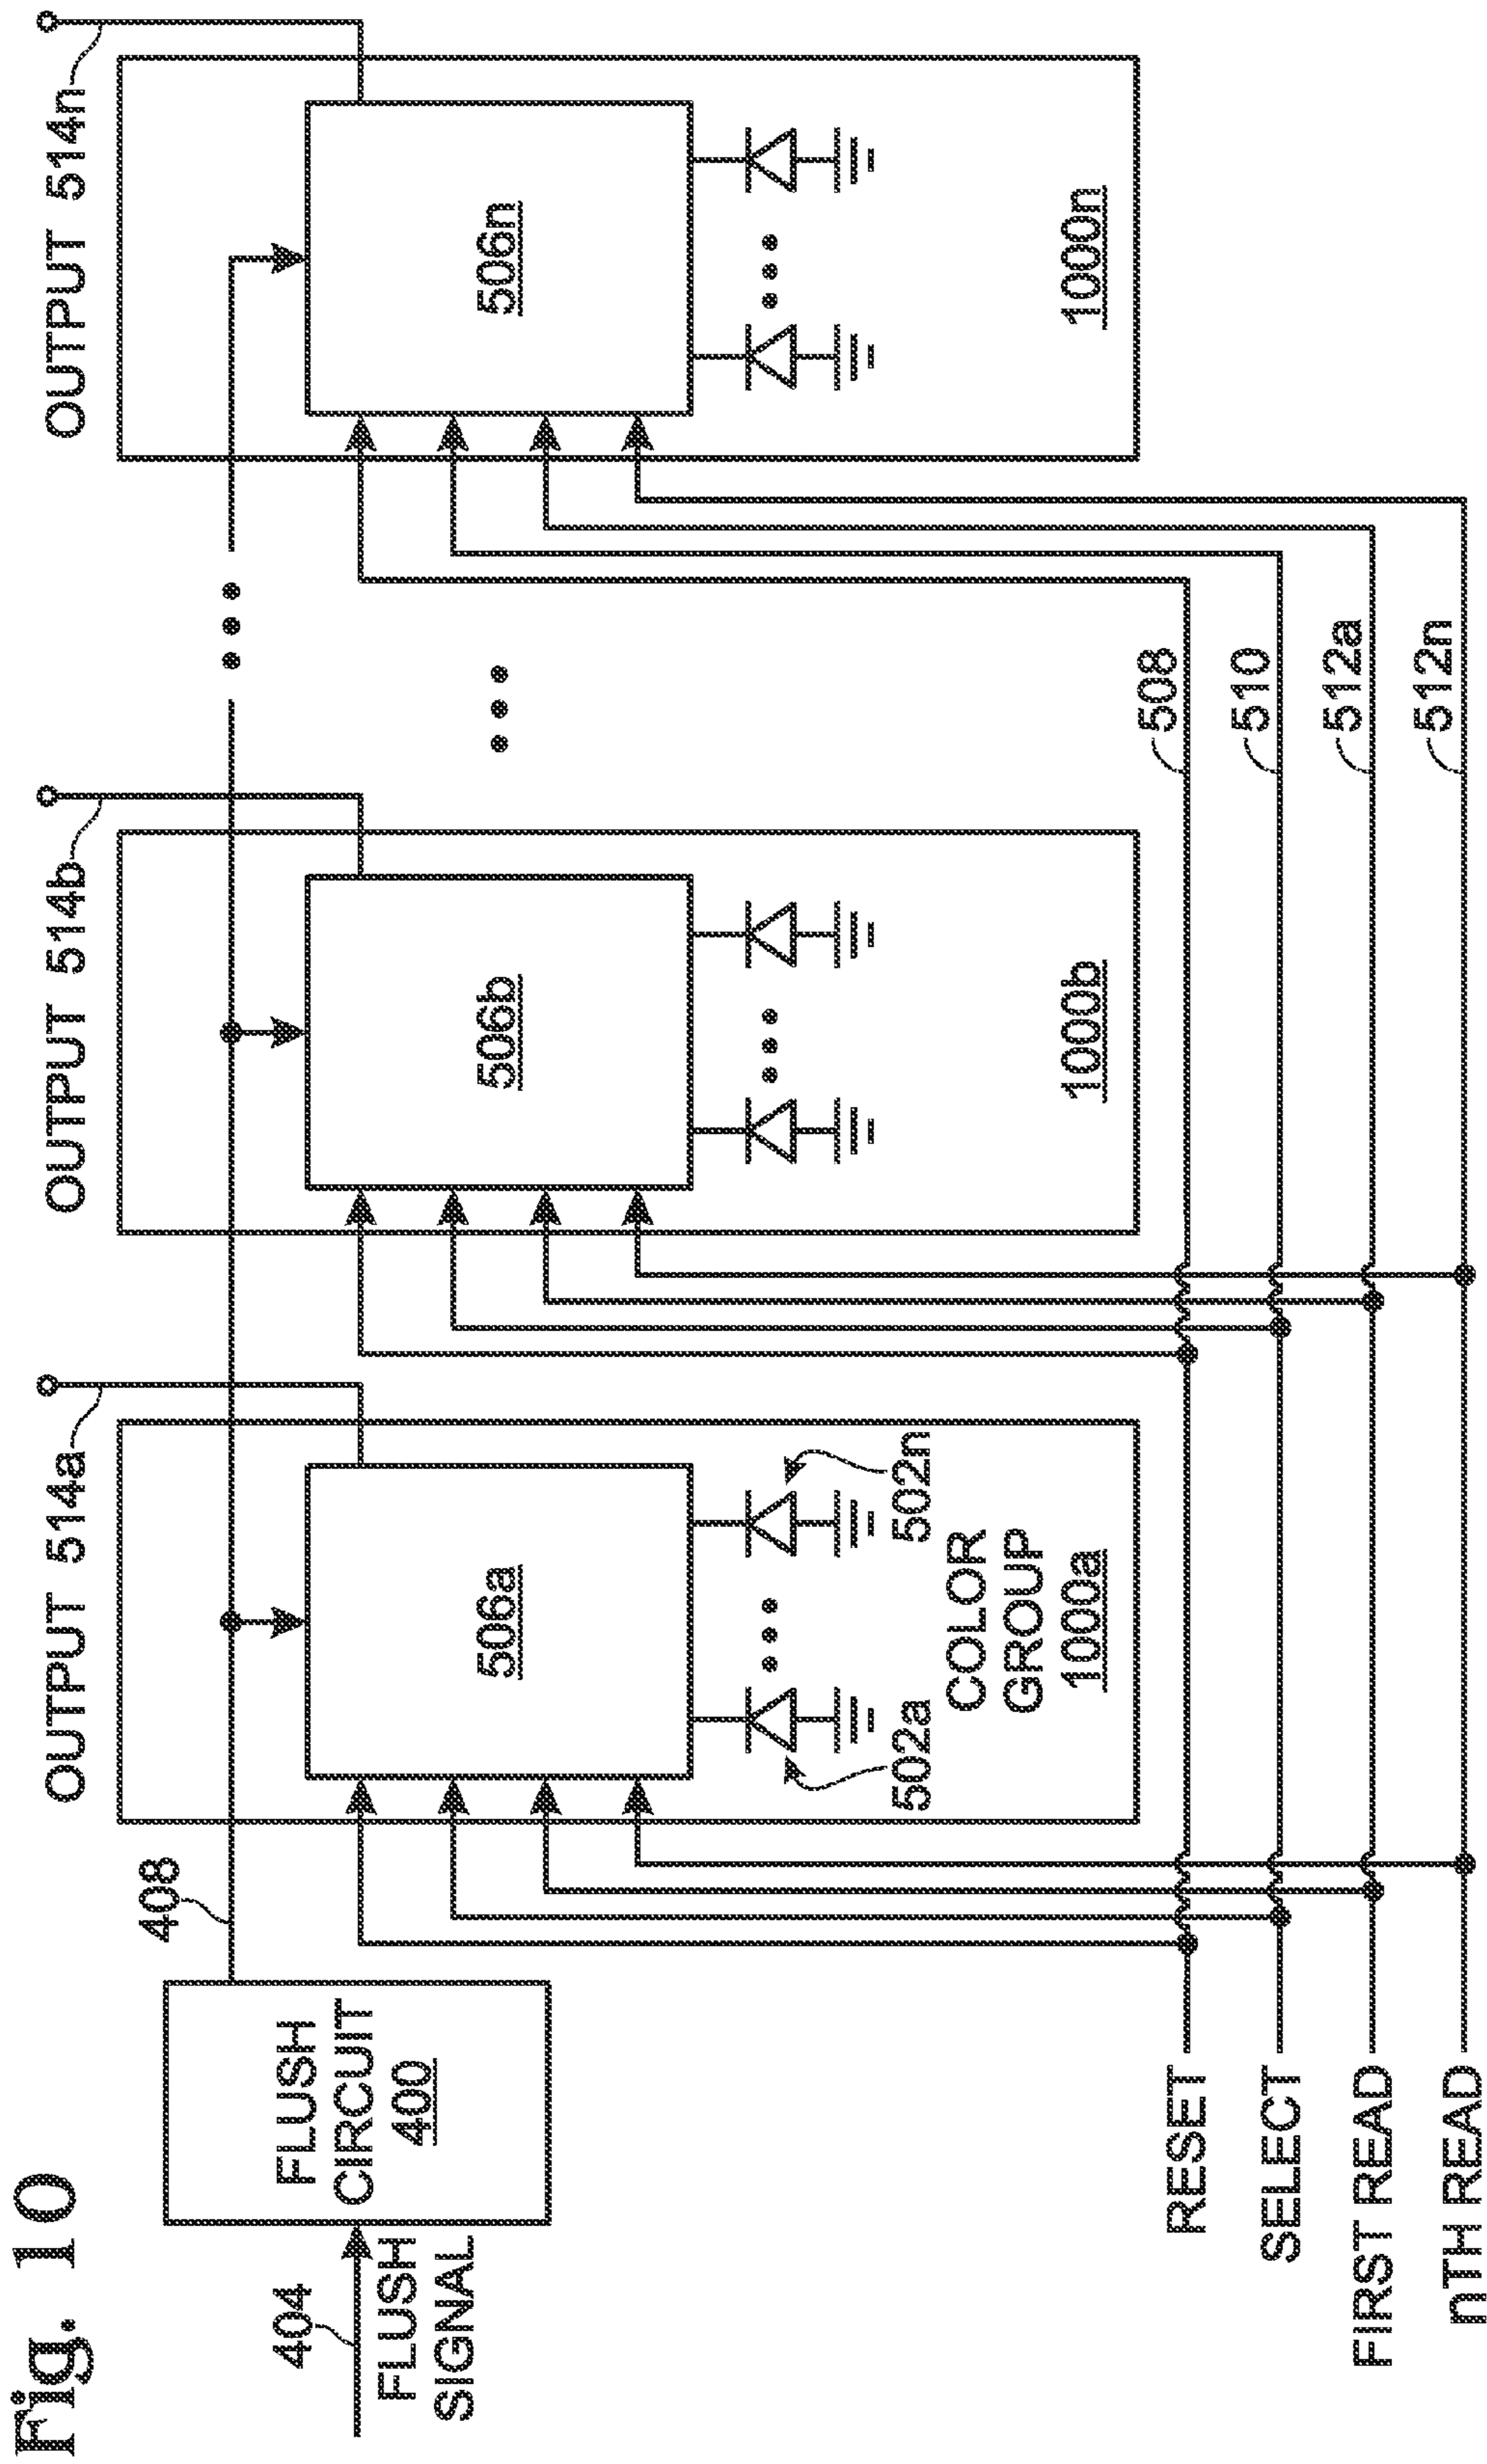 Fig. 10
OUTPUT 514a
OUTPUT 514b
OUTPUT 514n
408
FLUSH
CIRCUIT
400
404
FLUSH
SIGNAL
506a
506b
506n
502a
502n
COLOR
GROUP
1000a
1000b
1000n
RESET
508
SELECT
510
FIRST READ
512a
nTH READ
512n